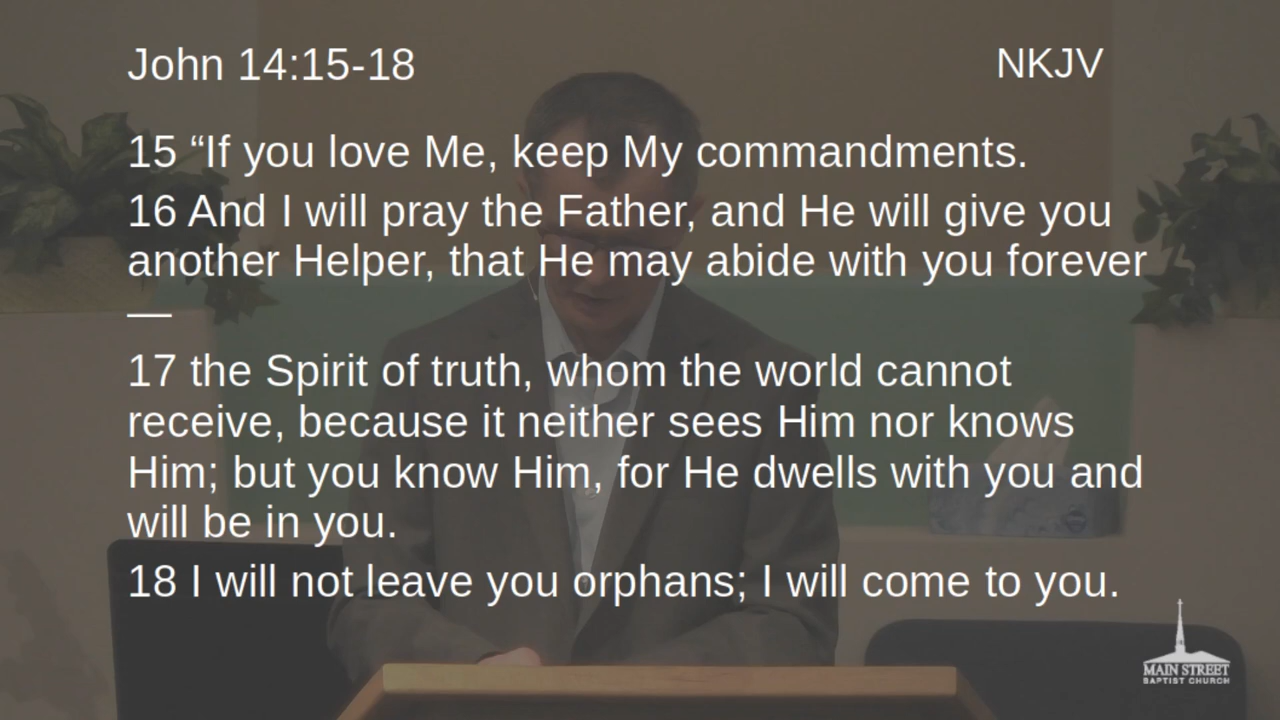 John 14:15-18 NKJV
15 “If you love Me, keep My commandments.
16 And I will pray the Father, and He will give you
another Helper, that He may abide with you forever
—
17 the Spirit of truth, whom the world cannot
receive, because it neither sees Him nor knows
Him; but you know Him, for He dwells with you and
will be in you.
18 I will not leave you orphans; I will come to you.
MAIN STREET
BAPTIST CHURCH